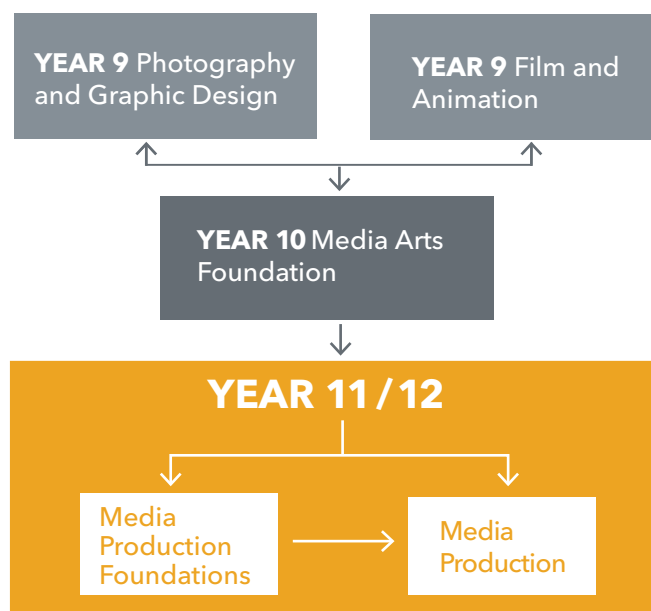 YEAR 9 Photography
and Graphic Design
YEAR 9 Film and
Animation
YEAR 10 Media Arts
Foundation
YEAR 11/12
Media
Production
Foundations
Media
Production